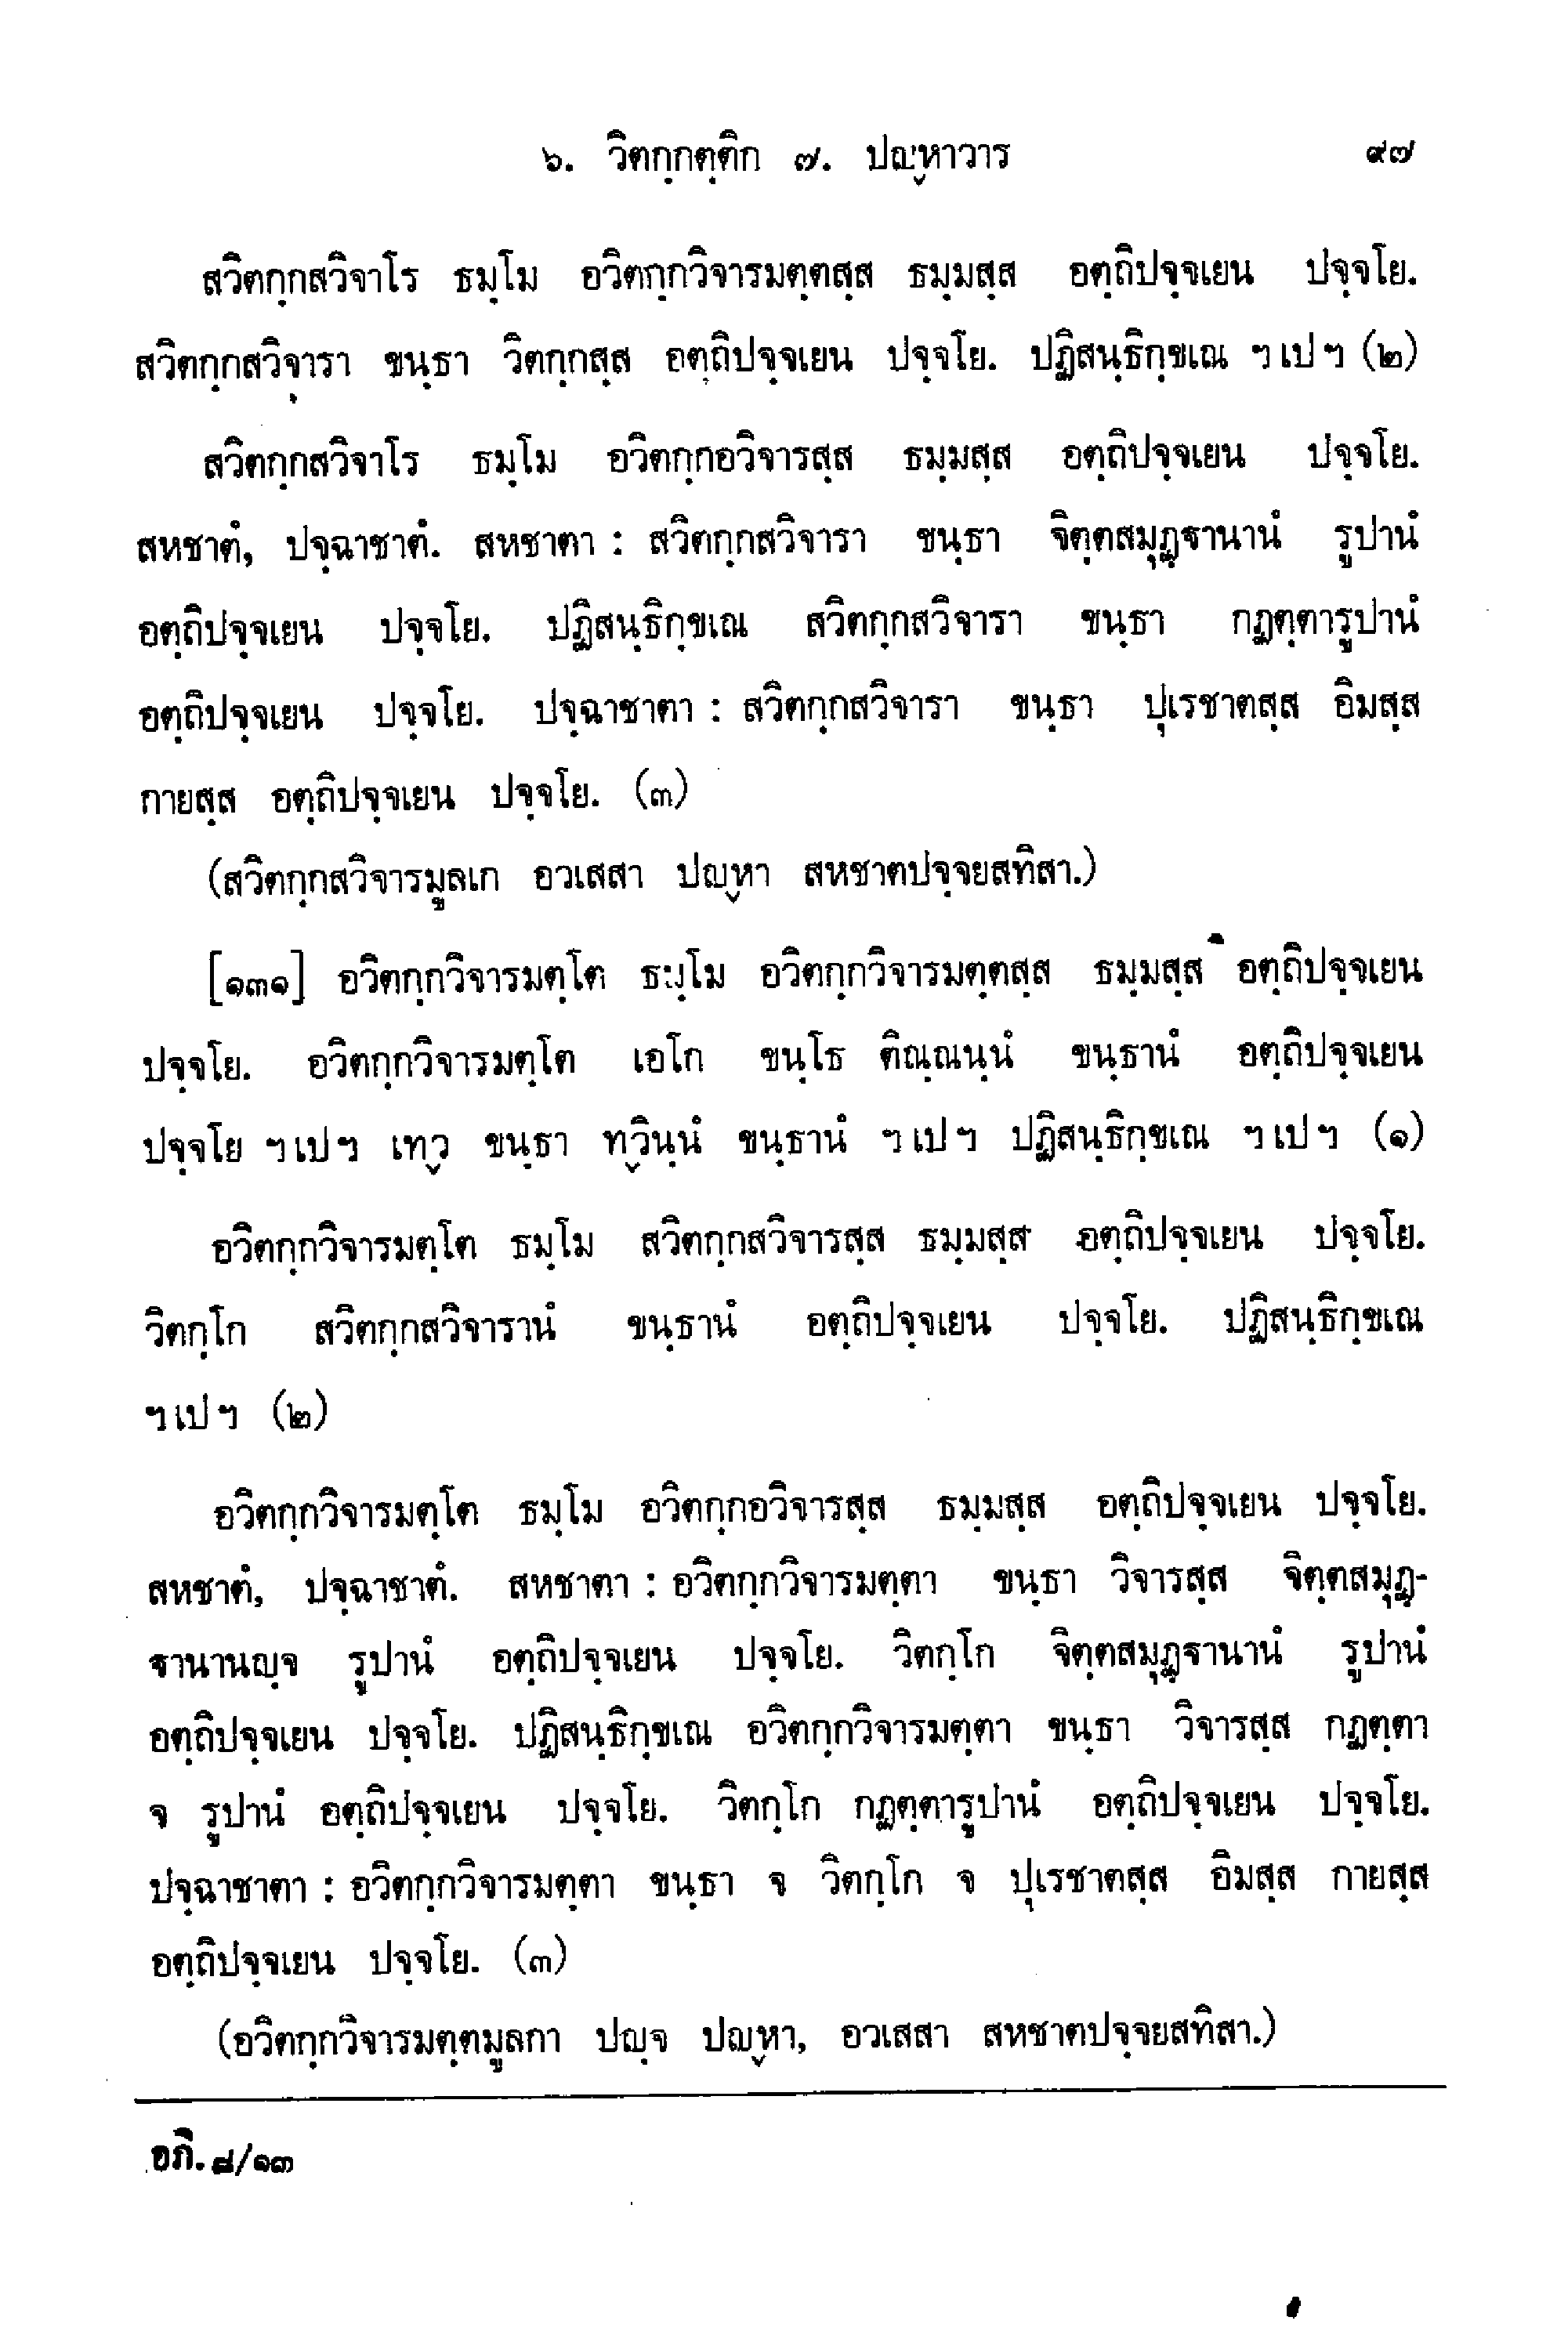 ๖. วิตกฺกตฺติก ๗. ปญฺหาวาร ๙๗
สวิตกฺกสวิจาโร ธมฺโม อวิตกฺกวิจารมตฺตสฺส ธมฺมสฺส อตฺถิปจฺจเยน ปจฺจโย.
สวิตกฺกสวิจารา ขนฺธา วิตกฺกสฺส อตฺถิปจฺจเยน ปจฺจโย. ปฏิสนฺธิกฺขเณ ฯเปฯ (๒)
สวิตกฺกสวิจาโร ธมฺโม อวิตกฺกอวิจารสฺส ธมฺมสฺส อตฺถิปจฺจเยน ปจฺจโย.
สหชาตํ, ปจฺฉาชาตํ. สหชาตา : สวิตกฺกสวิจารา ขนฺธา จิตฺตสมุฏฺฐานานํ รูปานํ
อตฺถิปจฺจเยน ปจฺจโย. ปฏิสนฺธิกฺขเณ สวิตกฺกสวิจารา ขนฺธา กฏตฺตารูปานํ
อตฺถิปจฺจเยน ปจฺจโย. ปจฺฉาชาตา : สวิตกฺกสวิจารา ขนฺธา ปุเรชาตสฺส อิมสฺส
กายสฺส อตฺถิปจฺจเยน ปจฺจโย. (๓)
(สวิตกฺกสวิจารมูลเก อวเสสา ปญฺหา สหชาตปจฺจยสทิสา.)
[๑๓๑] อวิตกฺกวิจารมตฺโต ธมฺโม อวิตกฺกวิจารมตฺตสฺส ธมฺมสฺส อตฺถิปจฺจเยน
ปจฺจโย. อวิตกฺกวิจารมตฺโต เอโก ขนฺโธ ติณฺณนฺนํ ขนฺธานํ อตฺถิปจฺจเยน
ปจฺจโย ฯเปฯ เทฺว ขนฺธา ทฺวินฺนํ ขนฺธานํ ฯเปฯ ปฏิสนฺธิกฺขเณ ฯเปฯ (๑)
อวิตกฺกวิจารมตฺโต ธมฺโม สวิตกฺกสวิจารสฺส ธมฺมสฺส อตฺถิปจฺจเยน ปจฺจโย.
วิตกฺโก สวิตกฺกสวิจารานํ ขนฺธานํ อตฺถิปจฺจเยน ปจฺจโย. ปฏิสนฺธิกฺขเณ
ฯเปฯ (๒)
อวิตกฺกวิจารมตฺโต ธมฺโม อวิตกฺกอวิจารสฺส ธมฺมสฺส อตฺถิปจฺจเยน ปจฺจโย.
สหชาตํ, ปจฺฉาชาตํ. สหชาตา : อวิตกฺกวิจารมตฺตา ขนฺธา วิจารสฺส จิตฺตสมุฏฺ-
ฐานานญฺจ รูปานํ อตฺถิปจฺจเยน ปจฺจโย. วิตกฺโก จิตฺตสมุฏฺฐานานํ รูปานํ
อตฺถิปจฺจเยน ปจฺจโย. ปฏิสนฺธิกฺขเณ อวิตกฺกวิจารมตฺตา ขนฺธา วิจารสฺส กฏตฺตา
จ รูปานํ อตฺถิปจฺจเยน ปจฺจโย. วิตกฺโก กฏตฺตารูปานํ อตฺถิปจฺจเยน ปจฺจโย.
ปจฺฉาชาตา : อวิตกฺกวิจารมตฺตา ขนฺธา จ วิตกฺโก จ ปุเรชาตสฺส อิมสฺส กายสฺส
อตฺถิปจฺจเยน ปจฺจโย. (๓)
(อวิตกฺกวิจารมตฺตมูลกา ปญฺจ ปญฺหา, อวเสสา สหชาตปจฺจยสทิสา.)
อภิ. ๘/๑๓